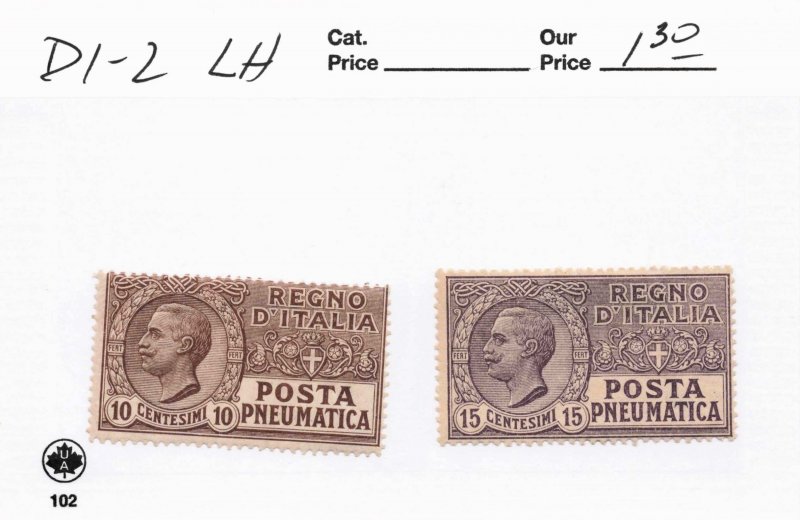 D1-2 LH Cat. Price Our Price 1 30
REGNO
D'ITALIA
FERT FERT
POSTA
10 CENTESIMI 10 PNEUMATICA
REGNO
D'ITALIA
FERT FERT
POSTA
15 CENTESIMI 15 PNEUMATICA
UA
102